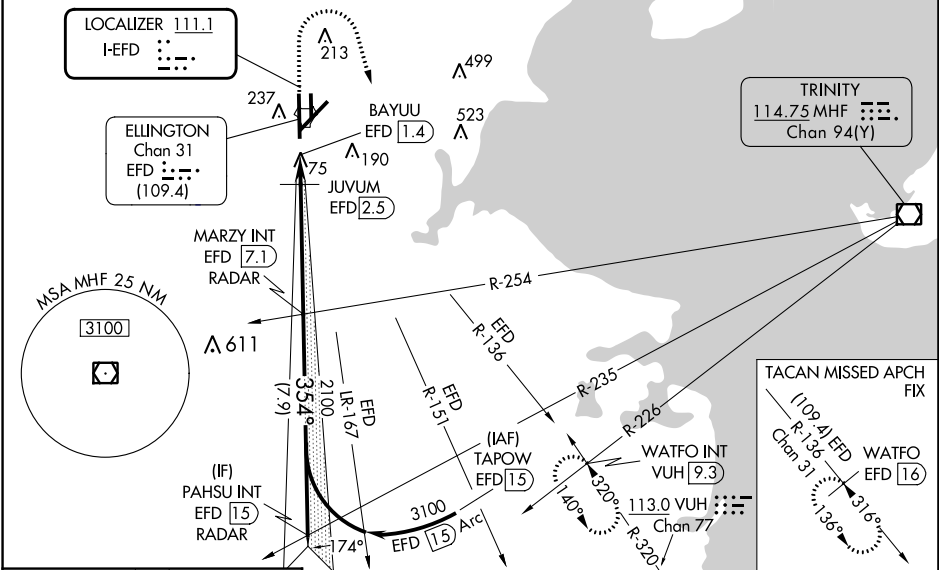 LOCALIZER 111.1
I-EFD
213
499
237
BAYUU
EFD 1.4
523
TRINITY
114.75 MHF
Chan 94(Y)
ELLINGTON
Chan 31
EFD
(109.4)
190
75
JUVUM
EFD 2.5
MARZY INT
EFD 7.1
RADAR
R-254
MSA MHF 25 NM
3100
611
EFD
R-136
R-235
R-226
354°
(7.9)
2100
EFD
LR-167
EFD
R-151
TACAN MISSED APCH
FIX
(109.4) EFD
R-136
Chan 31
WATFO
EFD 16
316°
136°
(IAF)
TAPOW
EFD 15
WATFO INT
VUH 9.3
(IF)
PAHSU INT
EFD 15
RADAR
320°
140°
113.0 VUH
Chan 77
R-320
3100
EFD 15 Arc
174°